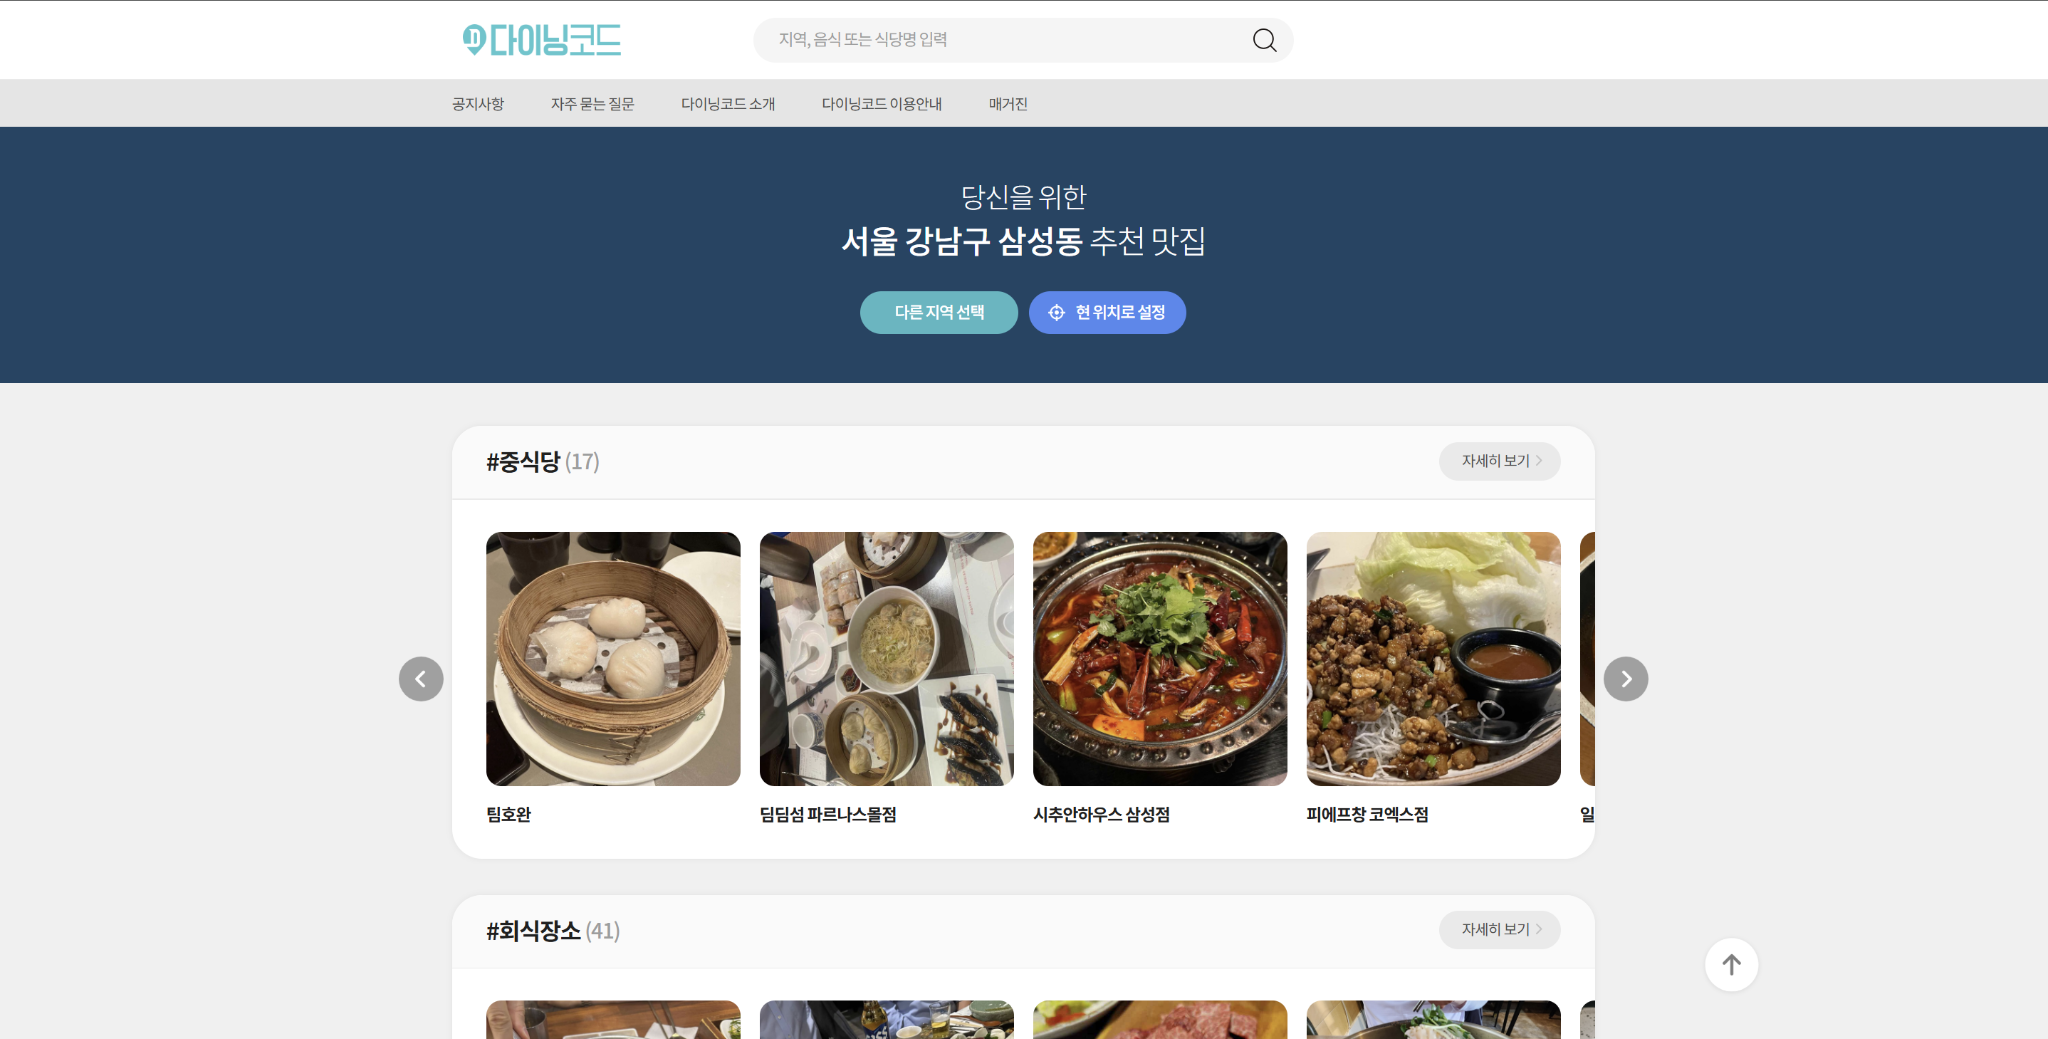 다이닝코드
지역, 음식 또는 식당명 입력
공지사항 자주 묻는 질문 다이닝코드 소개 다이닝코드 이용안내 매거진
당신을 위한
서울 강남구 삼성동 추천 맛집
다른 지역 선택 현 위치로 설정
#중식당 (17) 자세히 보기
팀호완 딤딤섬 파르나스몰점 시추안하우스 삼성점 피에프창 코엑스점 일
#회식장소 (41) 자세히 보기